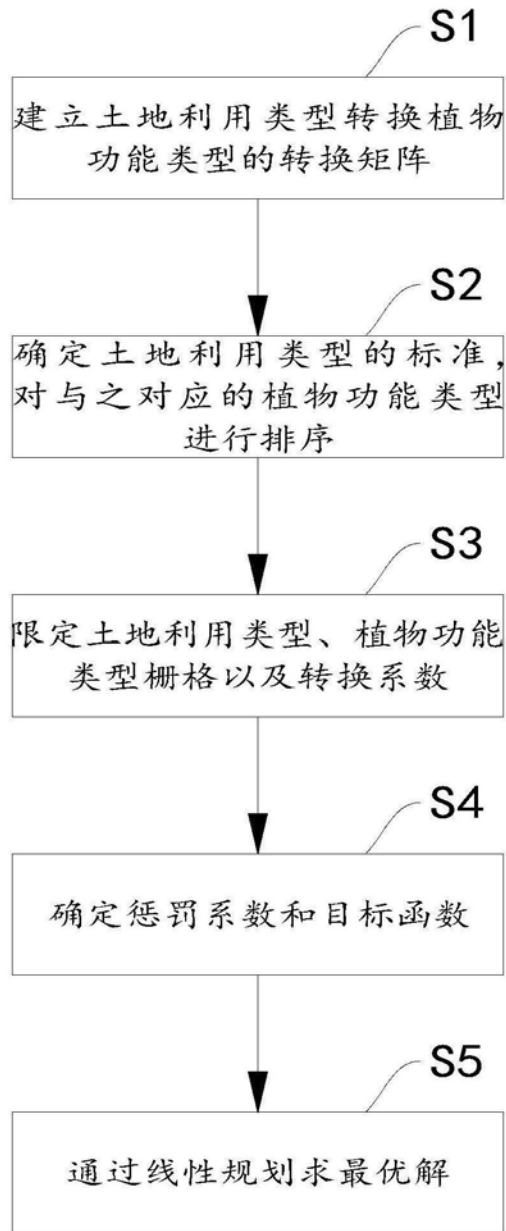 S1
建立土地利用类型转换植物
功能类型的转换矩阵
S2
确定土地利用类型的标准,
对与之对应的植物功能类型
进行排序
S3
限定土地利用类型、植物功能
类型栅格以及转换系数
S4
确定惩罚系数和目标函数
S5
通过线性规划求最优解